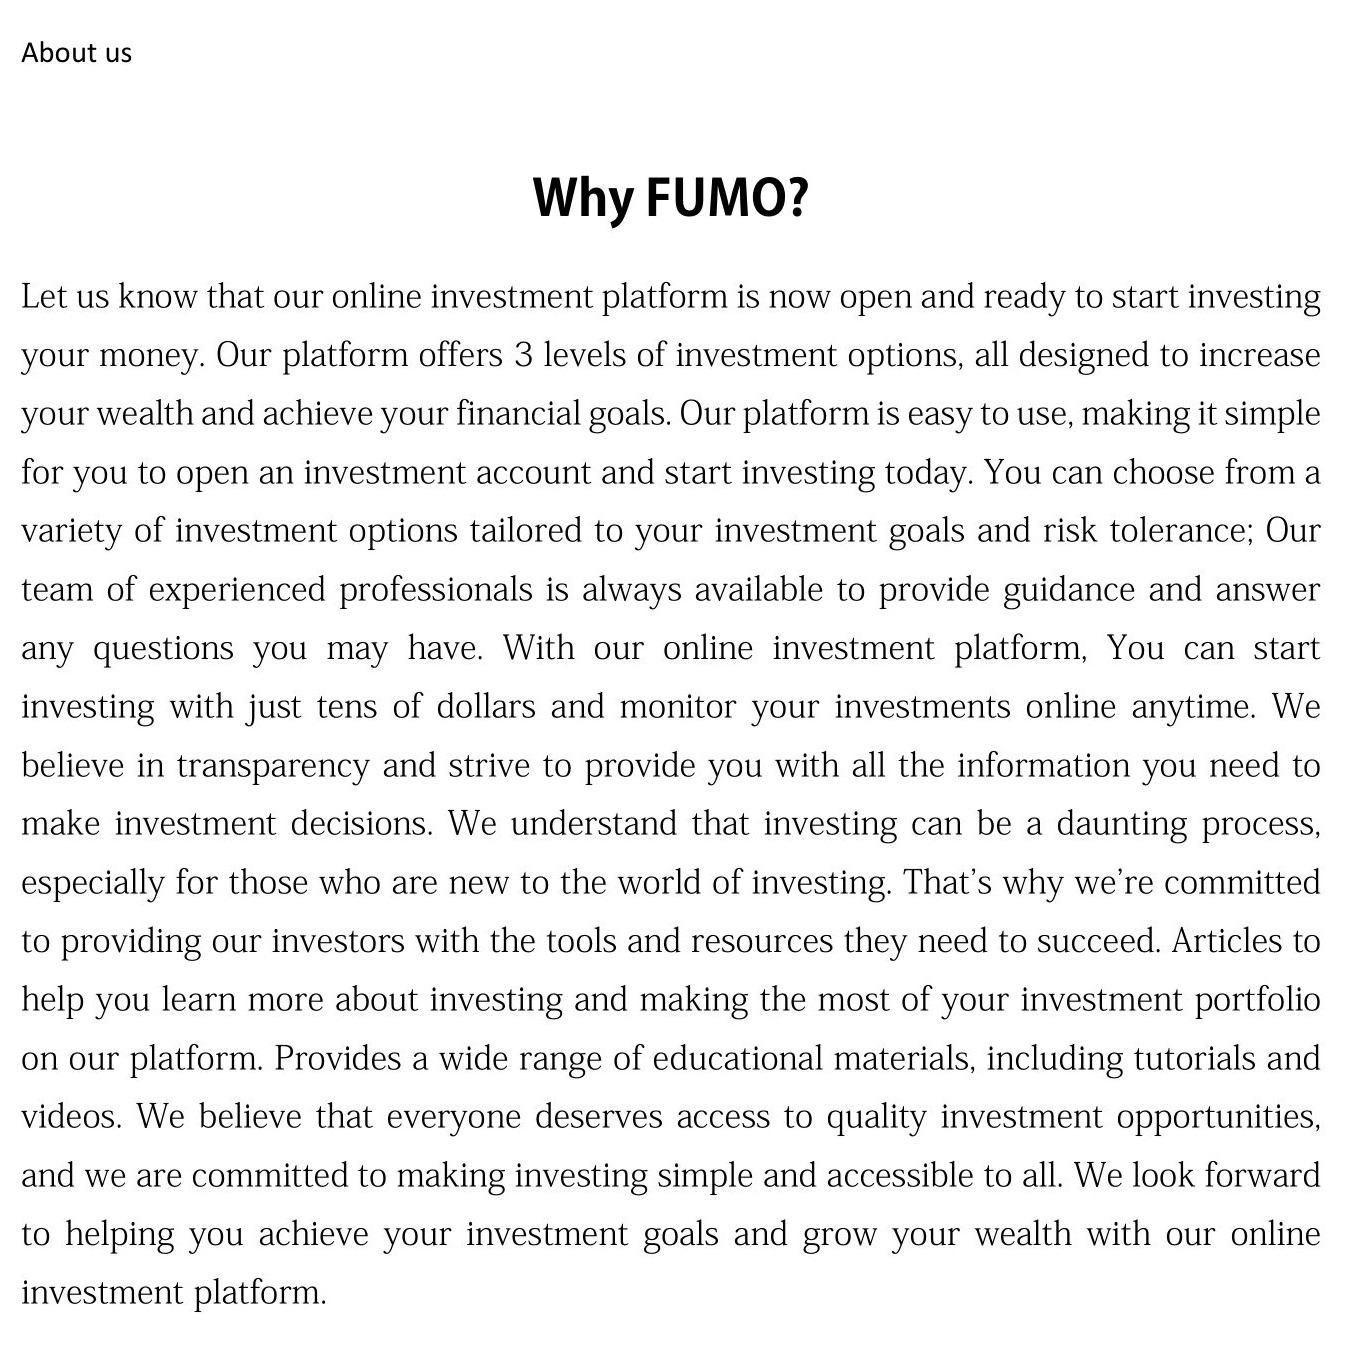 About us
Why FUMO?
Let us know that our online investment platform is now open and ready to start investing
your money. Our platform offers 3 levels of investment options, all designed to increase
your wealth and achieve your financial goals. Our platform is easy to use, making it simple
for you to open an investment account and start investing today. You can choose from a
variety of investment options tailored to your investment goals and risk tolerance; Our
team of experienced professionals is always available to provide guidance and answer
any questions you may have. With our online investment platform, You can start
investing with just tens of dollars and monitor your investments online anytime. We
believe in transparency and strive to provide you with all the information you need to
make investment decisions. We understand that investing can be a daunting process,
especially for those who are new to the world of investing. That’s why we’re committed
to providing our investors with the tools and resources they need to succeed. Articles to
help you learn more about investing and making the most of your investment portfolio
on our platform. Provides a wide range of educational materials, including tutorials and
videos. We believe that everyone deserves access to quality investment opportunities,
and we are committed to making investing simple and accessible to all. We look forward
to helping you achieve your investment goals and grow your wealth with our online
investment platform.